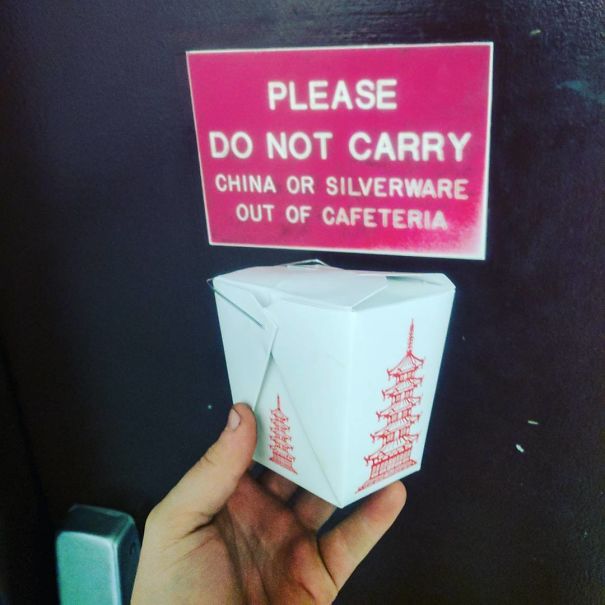 PLEASE
DO NOT CARRY
CHINA OR SILVERWARE
OUT OF CAFETERIA